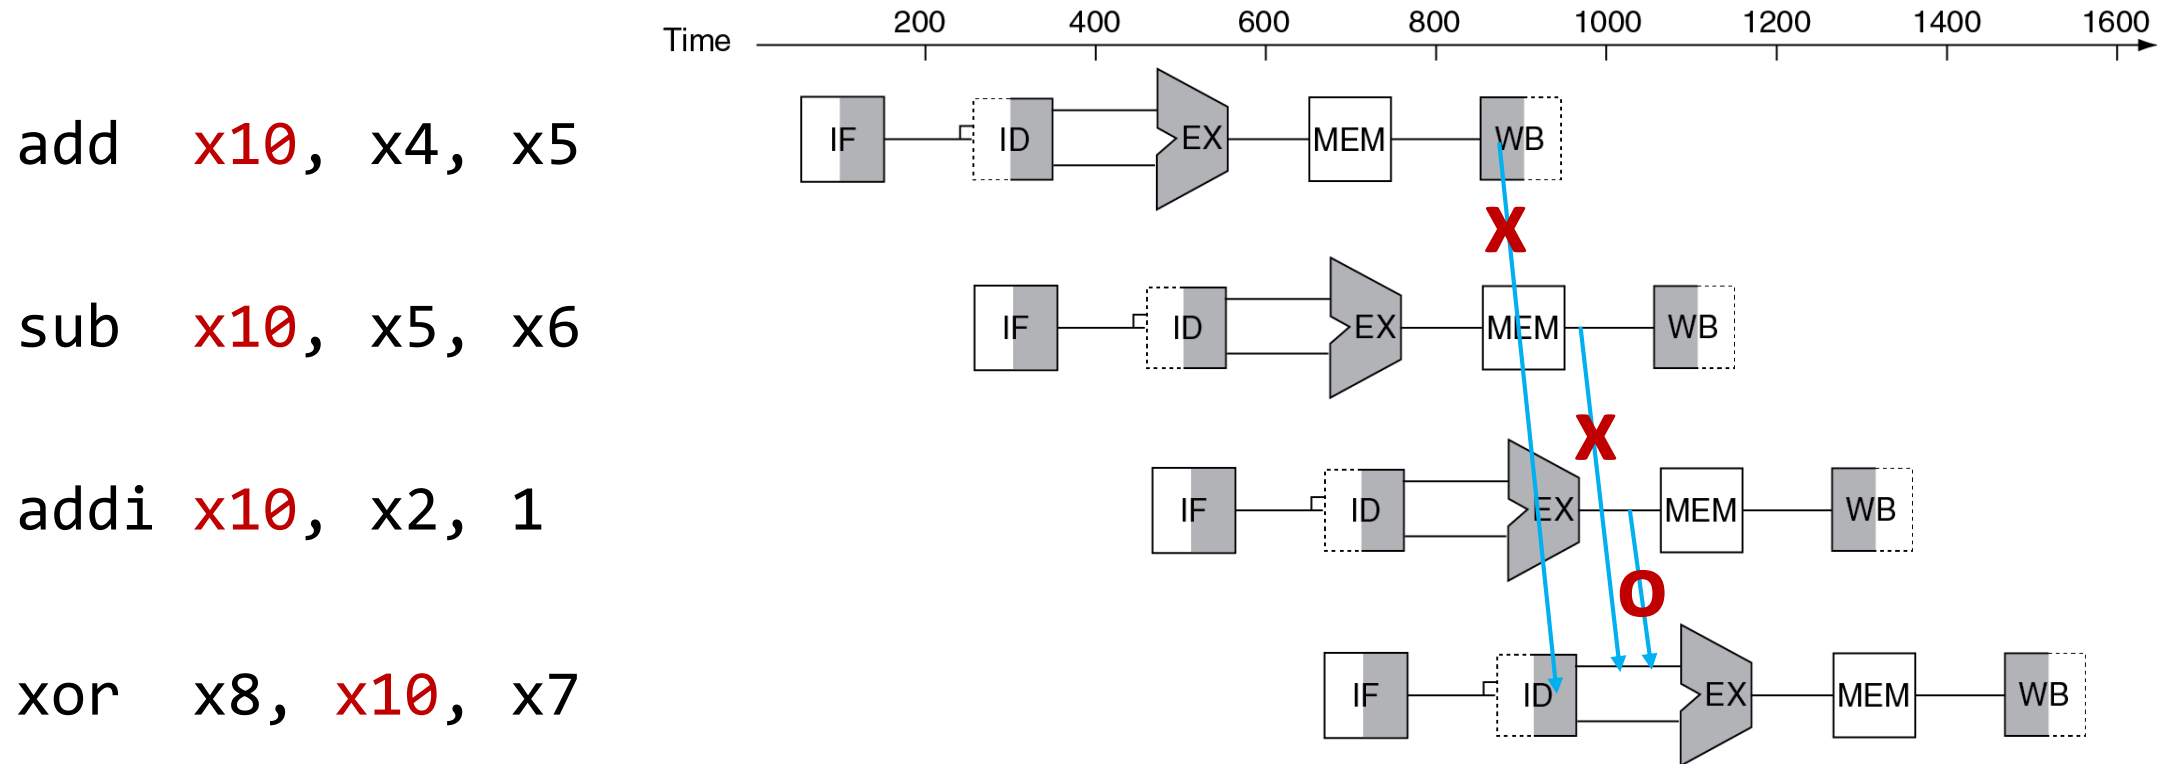 Time 200 400 600 800 1000 1200 1400 1600
add x10, x4, x5 IF ID EX MEM WB
X
sub x10, x5, x6 IF ID EX MEM WB
X
addi x10, x2, 1 IF ID EX MEM WB
O
xor x8, x10, x7 IF ID EX MEM WB